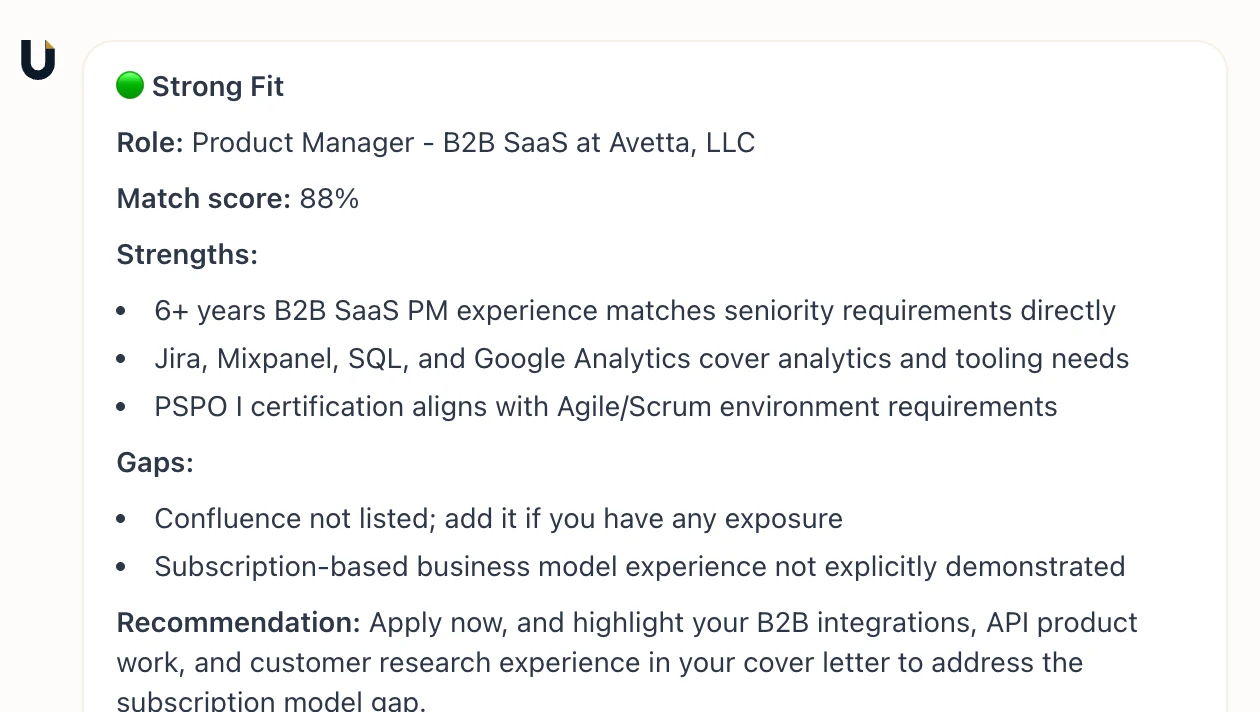 Strong Fit
Role: Product Manager - B2B SaaS at Avetta, LLC
Match score: 88%
Strengths:
• 6+ years B2B SaaS PM experience matches seniority requirements directly
• Jira, Mixpanel, SQL, and Google Analytics cover analytics and tooling needs
• PSPO I certification aligns with Agile/Scrum environment requirements
Gaps:
• Confluence not listed; add it if you have any exposure
• Subscription-based business model experience not explicitly demonstrated
Recommendation: Apply now, and highlight your B2B integrations, API product
work, and customer research experience in your cover letter to address the
subscription model gap.